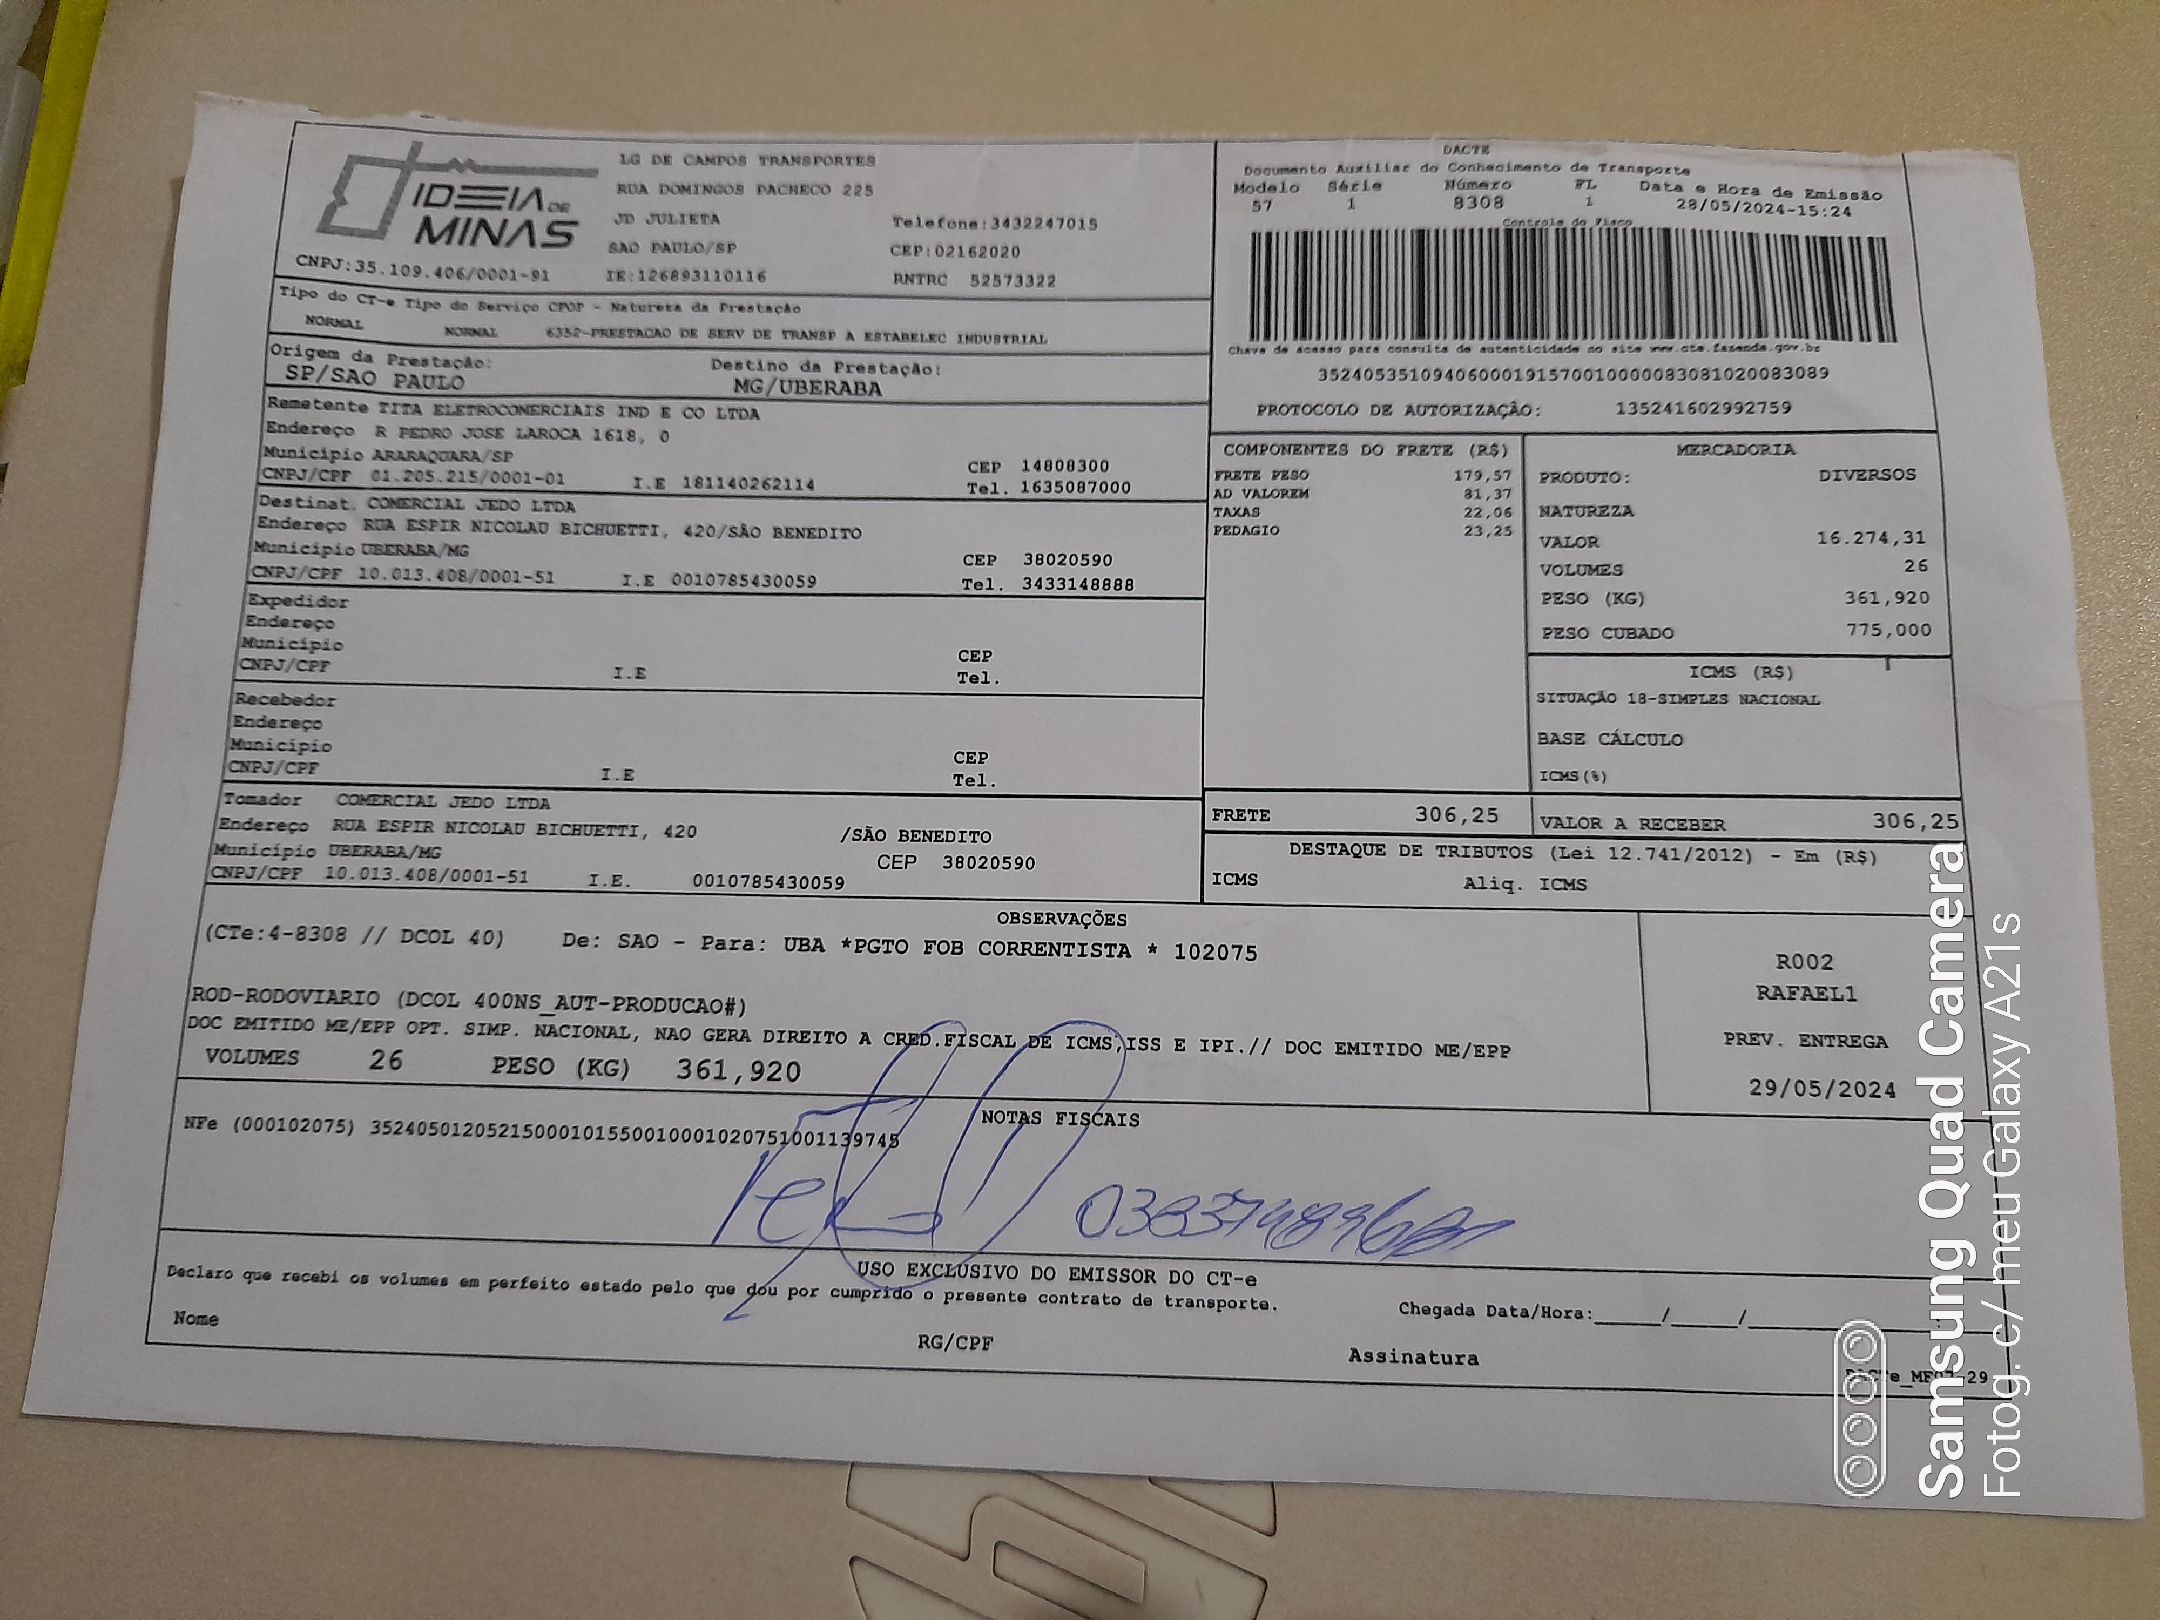 IDEIA DE
MINAS
LG DE CAMPOS TRANSPORTES
RUA DOMINGOS PACHECO 225
JD JULIETA
Telefone:3432247015
SAO PAULO/SP
CEP:02162020
CNPJ:35.109.406/0001-91
IE:126893110116
RNTRC 52573322
DACTE
Documento Auxiliar do Conhecimento de Transporte
Modelo Série Número FL Data e Hora de Emissão
57 1 8308 1 28/05/2024-15:24
Controle do Fisco
Chave de acesso para consulta de autenticidade no site www.cte.fazenda.gov.br
35240535109406000191570010000083081020083089
PROTOCOLO DE AUTORIZAÇÃO: 135241602992759
Tipo do CT-e Tipo do Serviço CFOP - Natureza da Prestação
NORMAL NORMAL 6352-PRESTACAO DE SERV DE TRANSP A ESTABELEC INDUSTRIAL
Origem da Prestação: Destino da Prestação:
SP/SAO PAULO MG/UBERABA
Remetente TITA ELETROCOMERCIAIS IND E CO LTDA
Endereço R PEDRO JOSE LAROCA 1618, 0
Município ARARAQUARA/SP CEP 14808300
CNPJ/CPF 01.205.215/0001-01 I.E 181140262114 Tel. 1635087000
Destinat. COMERCIAL JEDO LTDA
Endereço RUA ESPIR NICOLAU BICHUETTI, 420/SÃO BENEDITO
Município UBERABA/MG CEP 38020590
CNPJ/CPF 10.013.408/0001-51 I.E 0010785430059 Tel. 3433148888
Expedidor
Endereço
Município CEP
CNPJ/CPF I.E Tel.
Recebedor
Endereço
Município CEP
CNPJ/CPF I.E Tel.
Tomador COMERCIAL JEDO LTDA
Endereço RUA ESPIR NICOLAU BICHUETTI, 420 /SÃO BENEDITO
Município UBERABA/MG CEP 38020590
CNPJ/CPF 10.013.408/0001-51 I.E. 0010785430059
COMPONENTES DO FRETE (R$)
FRETE PESO 179,57
AD VALOREM 81,37
TAXAS 22,06
PEDAGIO 23,25
MERCADORIA
PRODUTO: DIVERSOS
NATUREZA
VALOR 16.274,31
VOLUMES 26
PESO (KG) 361,920
PESO CUBADO 775,000
ICMS (R$)
SITUAÇÃO 18-SIMPLES NACIONAL
BASE CÁLCULO
ICMS(%)
FRETE 306,25 VALOR A RECEBER 306,25
DESTAQUE DE TRIBUTOS (Lei 12.741/2012) - Em (R$)
ICMS Aliq. ICMS
OBSERVAÇÕES
(CTe:4-8308 // DCOL 40) De: SAO - Para: UBA *PGTO FOB CORRENTISTA * 102075
ROD-RODOVIARIO (DCOL 400NS_AUT-PRODUCAO#)
DOC EMITIDO ME/EPP OPT. SIMP. NACIONAL, NAO GERA DIREITO A CRED.FISCAL DE ICMS,ISS E IPI.// DOC EMITIDO ME/EPP
VOLUMES 26 PESO (KG) 361,920
R002
RAFAEL1
PREV. ENTREGA
29/05/2024
NOTAS FISCAIS
NFe (000102075) 35240501205215000101550010001020751001139745
USO EXCLUSIVO DO EMISSOR DO CT-e
Declaro que recebi os volumes em perfeito estado pelo que dou por cumprido o presente contrato de transporte.
Chegada Data/Hora:_____/_____/
Nome RG/CPF Assinatura
Samsung Quad Camera
Fotog. c/ meu Galaxy A21s